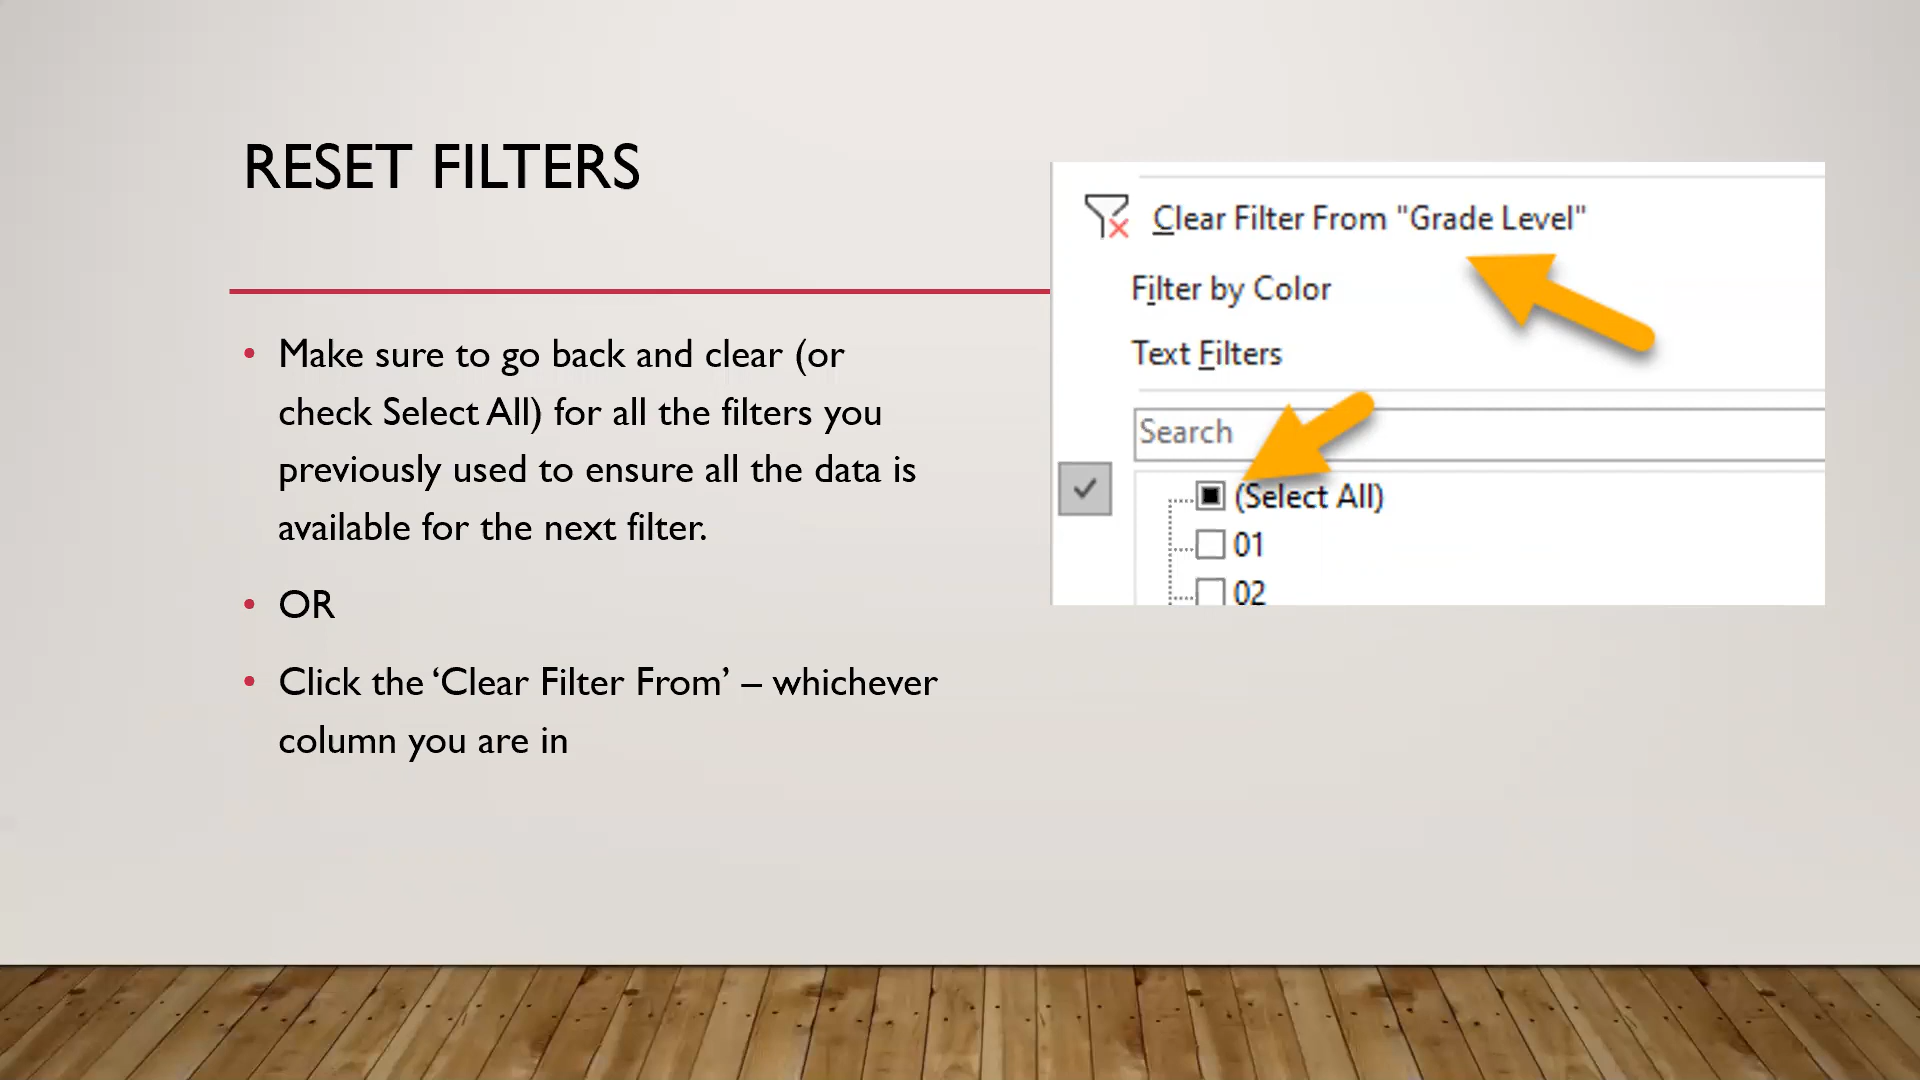 RESET FILTERS
• Make sure to go back and clear (or
check Select All) for all the filters you
previously used to ensure all the data is
available for the next filter.
• OR
• Click the ‘Clear Filter From’ – whichever
column you are in
Clear Filter From "Grade Level"
Filter by Color
Text Filters
Search
(Select All)
01
02